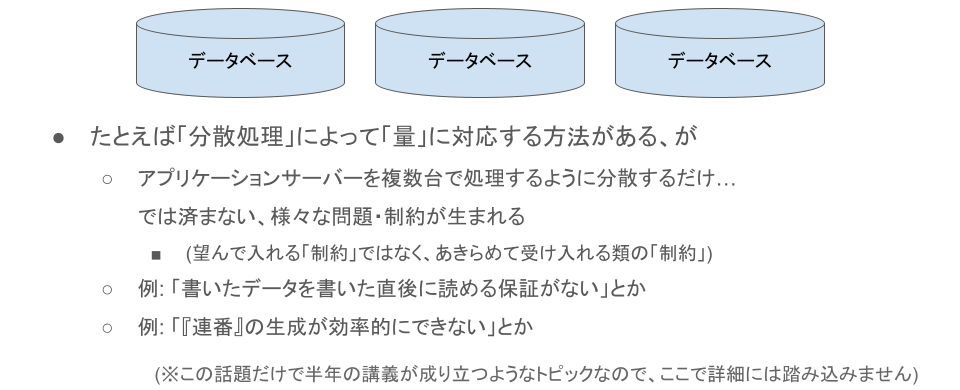 データベース データベース データベース
● たとえば「分散処理」によって「量」に対応する方法がある、が
○ アプリケーションサーバーを複数台で処理するように分散するだけ…
では済まない、様々な問題・制約が生まれる
■ (望んで入れる「制約」ではなく、あきらめて受け入れる類の「制約」)
○ 例: 「書いたデータを書いた直後に読める保証がない」とか
○ 例: 「『連番』の生成が効率的にできない」とか
(※この話題だけで半年の講義が成り立つようなトピックなので、ここで詳細には踏み込みません)